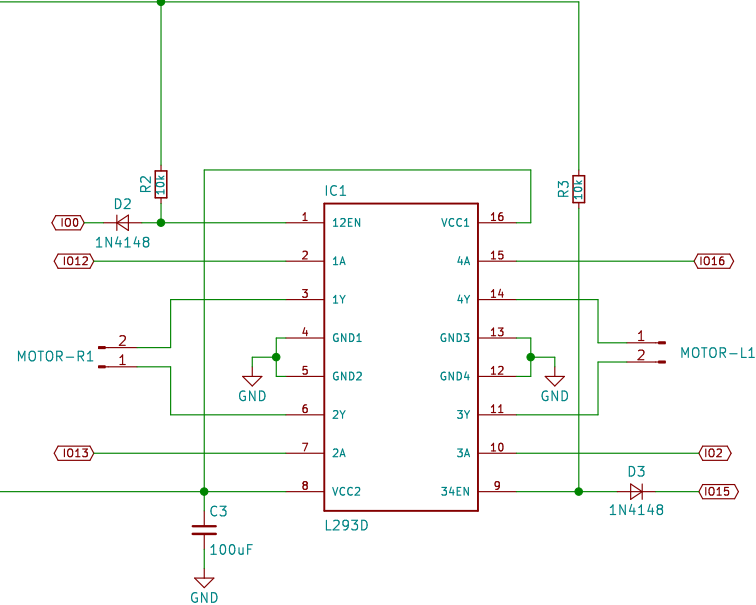 R2
10k
R3
10k
IC1
D2
IO0
1N4148
1
12EN
VCC1
16
IO12
2
1A
4A
15
IO16
3
1Y
4Y
14
MOTOR-R1
2
1
4
GND1
GND3
13
1
2
MOTOR-L1
GND
5
GND2
GND4
12
GND
6
2Y
3Y
11
IO13
7
2A
3A
10
IO2
8
VCC2
34EN
9
D3
IO15
1N4148
C3
100uF
L293D
GND